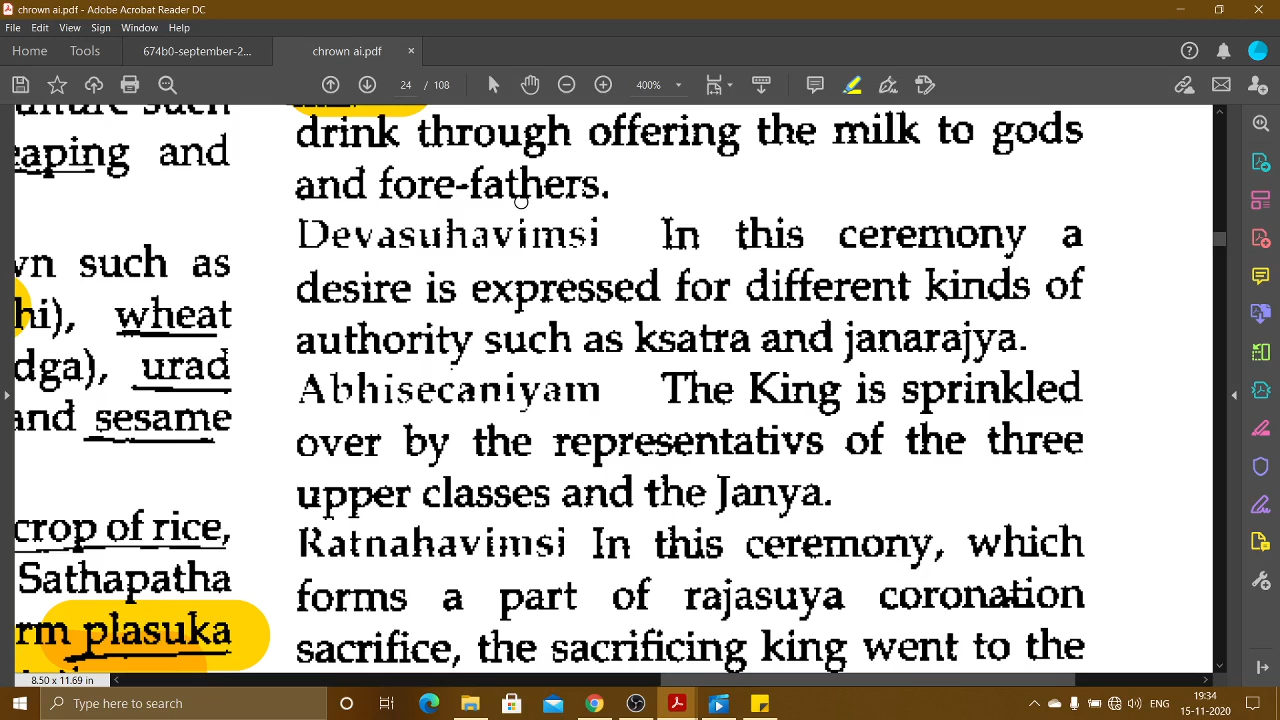 chrown ai.pdf - Adobe Acrobat Reader DC
File Edit View Sign Window Help
Home Tools 674b0-september-2... chrown ai.pdf ×
24 / 108 400%
eaping and
wn such as
hi), wheat
dga), urad
and sesame
crop of rice,
Sathapatha
rm plasuka
drink through offering the milk to gods
and fore-fathers.
Devasuhavimsi In this ceremony a
desire is expressed for different kinds of
authority such as ksatra and janarajya.
Abhisecaniyam The King is sprinkled
over by the representativs of the three
upper classes and the Janya.
Ratnahavimsi In this ceremony, which
forms a part of rajasuya coronation
sacrifice, the sacrificing king went to the
8.50 x 11.69 in
Type here to search
ENG
19:34
15-11-2020